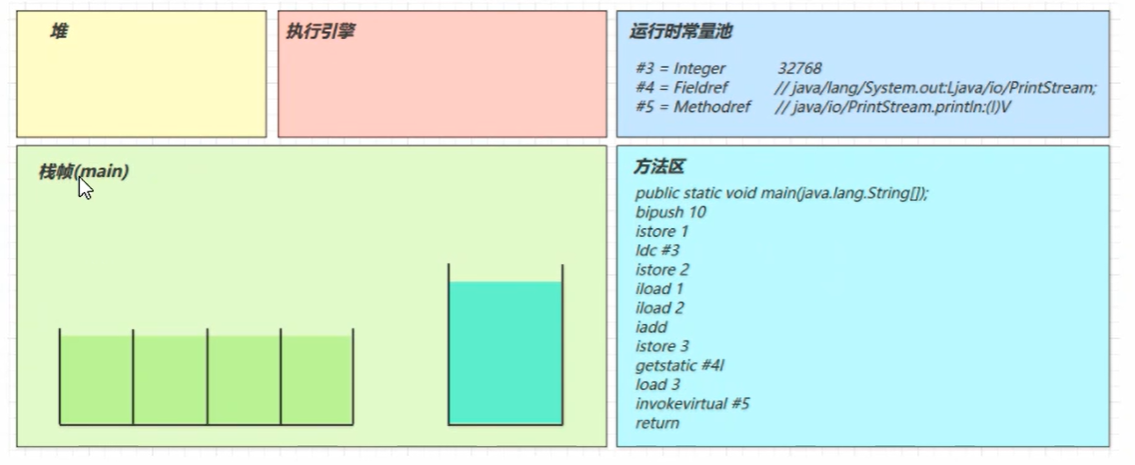 堆
执行引擎
运行时常量池
#3 = Integer 32768
#4 = Fieldref // java/lang/System.out:Ljava/io/PrintStream;
#5 = Methodref // java/io/PrintStream.println:(I)V
栈帧(main)
方法区
public static void main(java.lang.String[]);
bipush 10
istore 1
ldc #3
istore 2
iload 1
iload 2
iadd
istore 3
getstatic #4l
load 3
invokevirtual #5
return